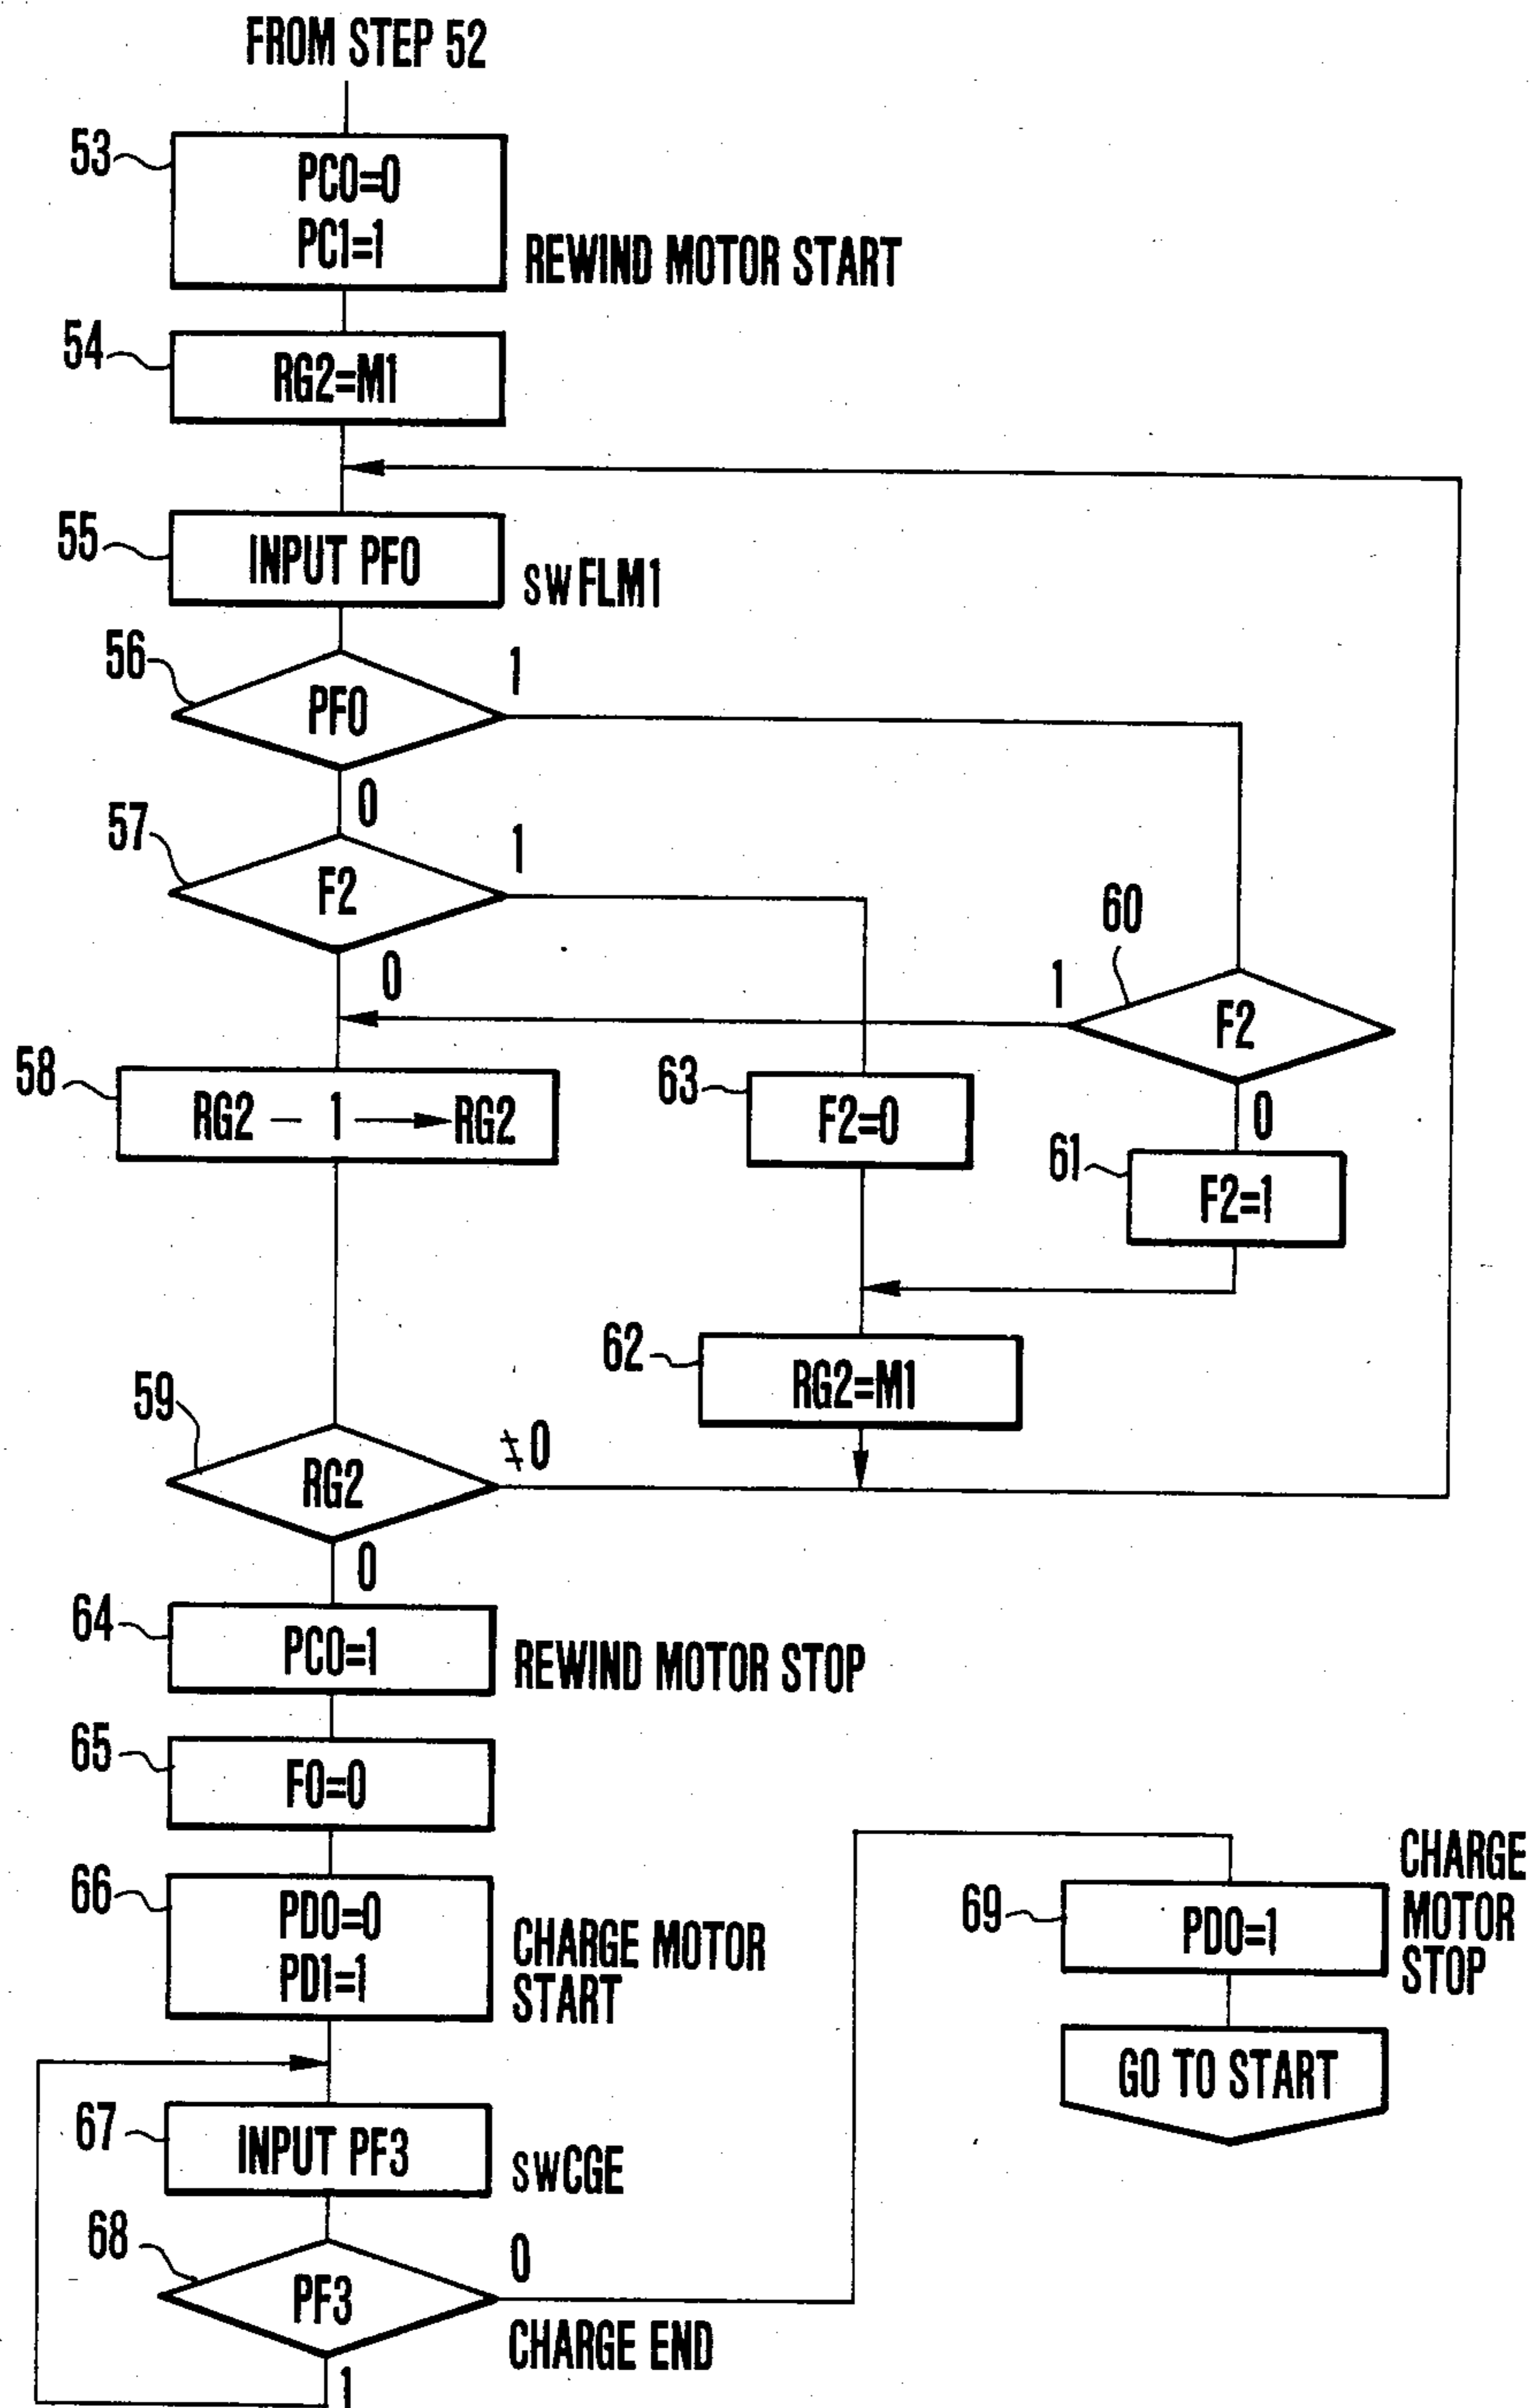 FROM STEP 52
53
PC0=0
PC1=1
REWIND MOTOR START
54
RG2=M1
55
INPUT PF0
swFLM1
56
PF0
1
0
57
F2
1
0
60
F2
1
0
58
RG2 – 1 → RG2
63
F2=0
61
F2=1
62
RG2=M1
59
RG2
≠0
0
64
PC0=1
REWIND MOTOR STOP
65
F0=0
66
PD0=0
PD1=1
CHARGE MOTOR
START
67
INPUT PF3
swCGE
68
PF3
0
CHARGE END
1
69
PD0=1
CHARGE
MOTOR
STOP
GO TO START